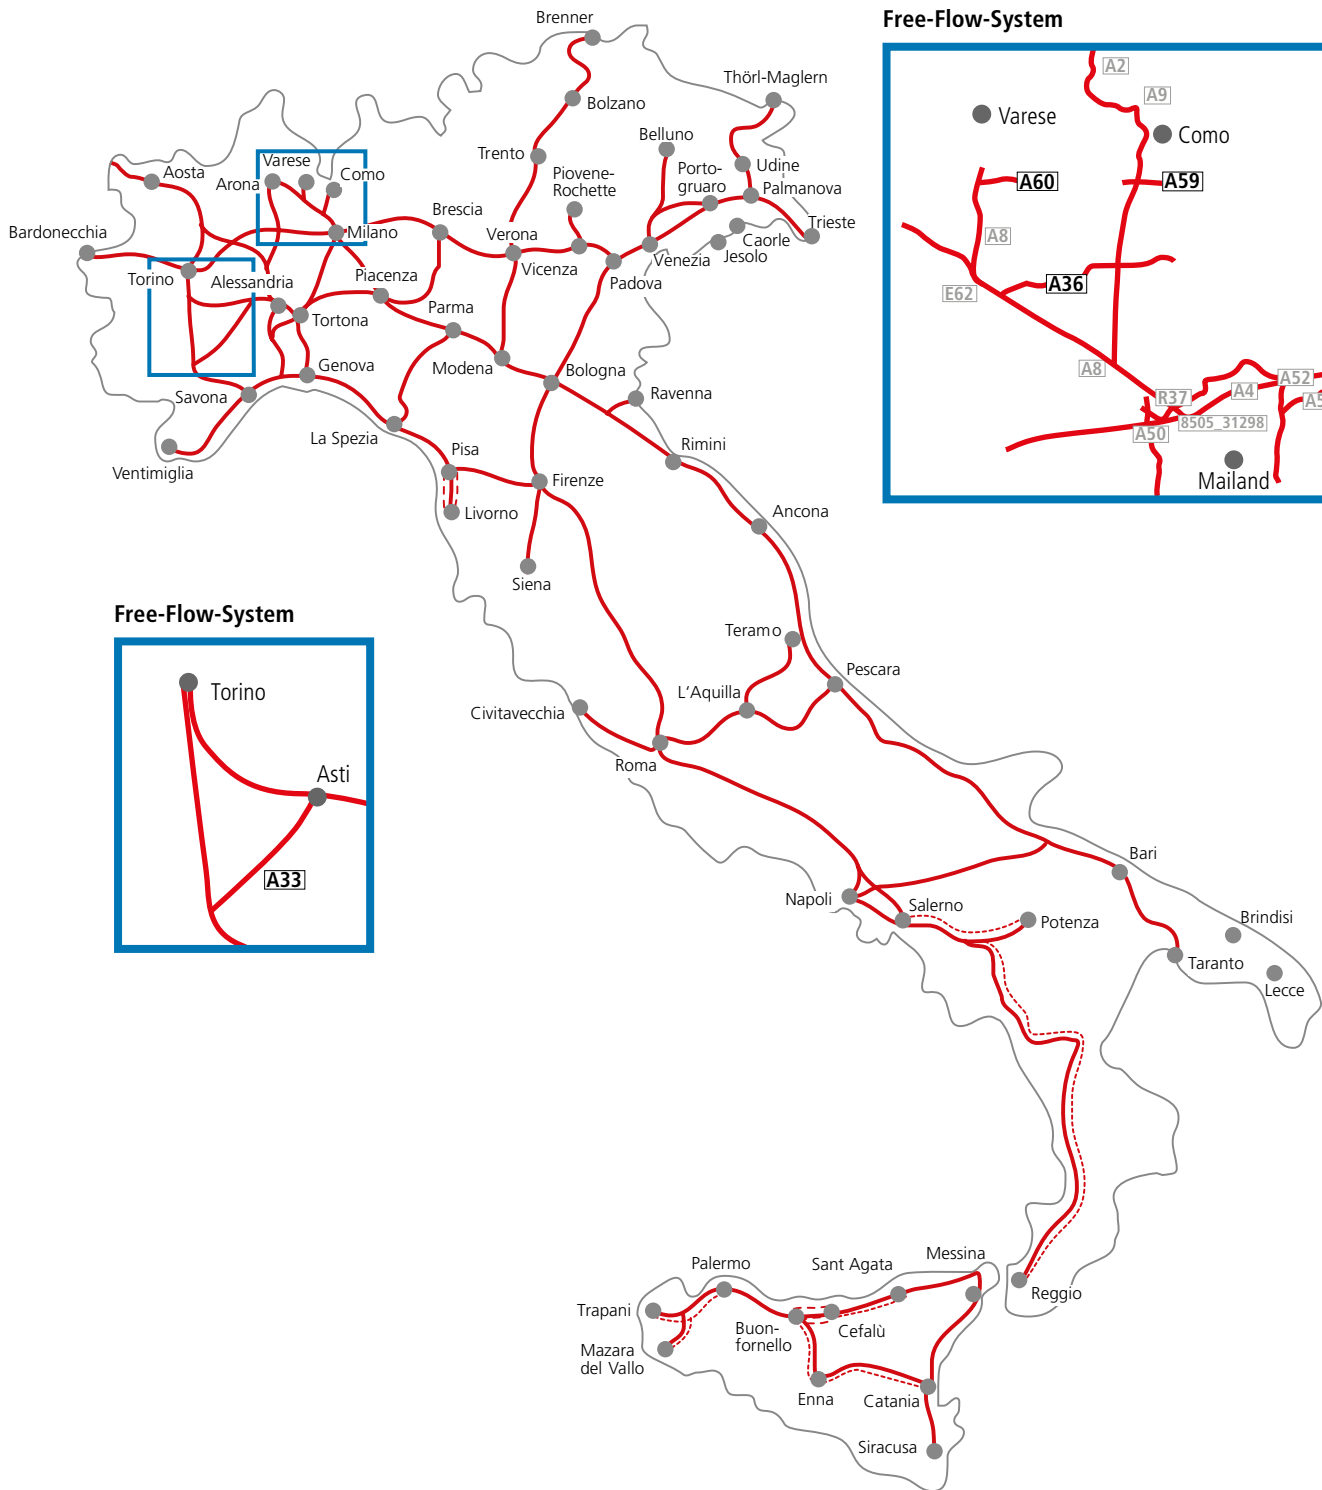 Free-Flow-System
A2
A9
Varese
Como
A60
A59
A8
A36
E62
A8
R37
A4
A52
A5
A50
8505_31298
Mailand
Brenner
Thörl-Maglern
Bolzano
Belluno
Trento
Udine
Aosta
Varese
Arona
Como
Piovene-
Rochette
Porto-
gruaro
Palmanova
Bardonecchia
Milano
Brescia
Verona
Trieste
Caorle
Jesolo
Venezia
Vicenza
Padova
Torino
Alessandria
Piacenza
Parma
Tortona
Genova
Modena
Bologna
Savona
Ravenna
La Spezia
Pisa
Rimini
Ventimiglia
Firenze
Livorno
Ancona
Siena
Free-Flow-System
Torino
Asti
A33
Teramo
Pescara
L'Aquilla
Civitavecchia
Roma
Bari
Napoli
Salerno
Potenza
Brindisi
Taranto
Lecce
Messina
Palermo
Sant Agata
Reggio
Trapani
Buon-
fornello
Cefalù
Mazara
del Vallo
Enna
Catania
Siracusa